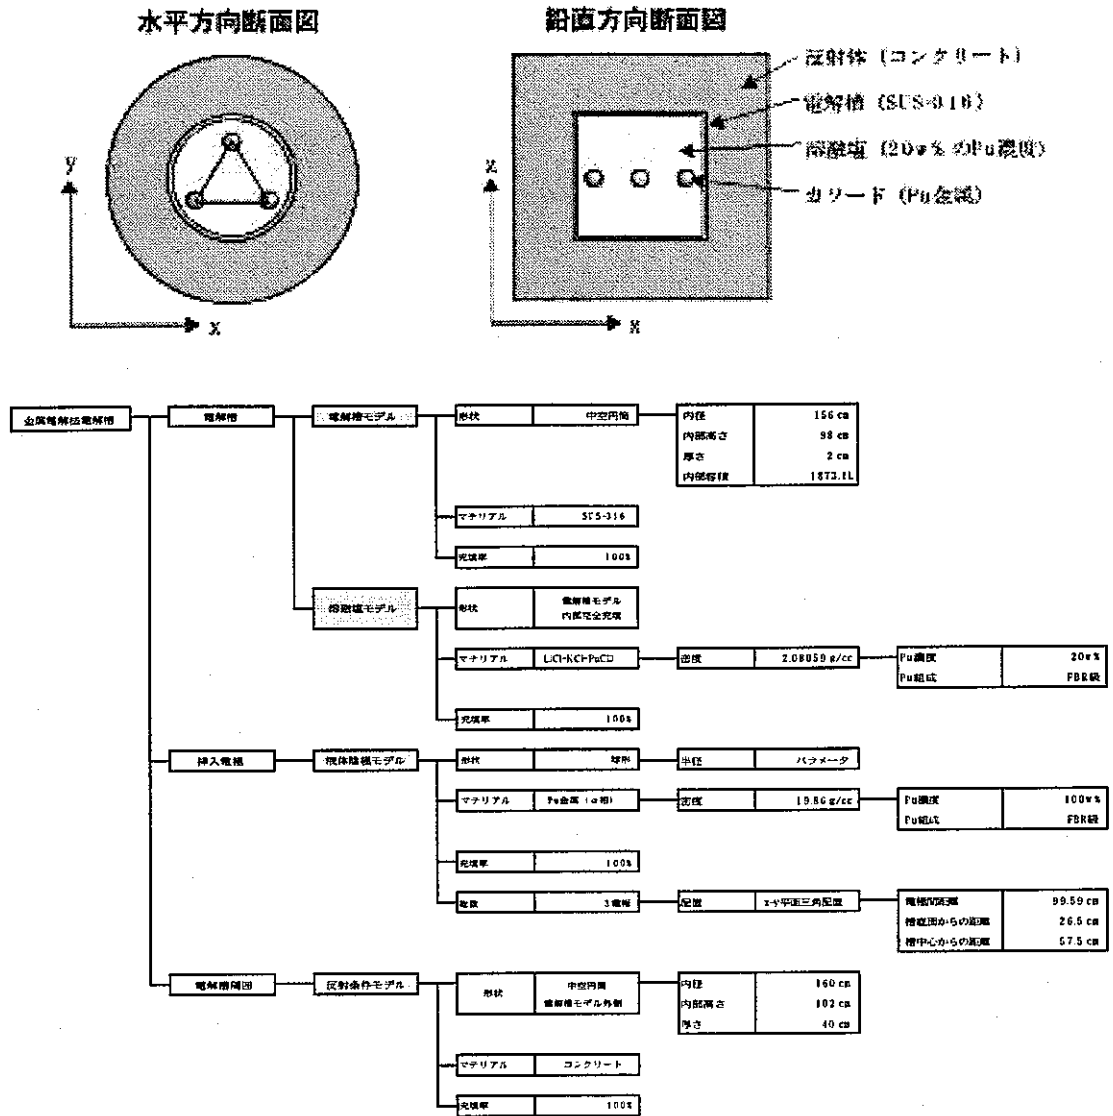 水平方向断面図
鉛直方向断面図
反射体 (コンクリート)
電解槽 (SUS-316)
溶融塩 (20w%のPu濃度)
カソード (Pu金属)
y
x
z
x
金属電解法電解槽
電解槽
電解槽モデル
形状
中空円筒
内径
156 cm
内部高さ
98 cm
厚さ
2 cm
内部容積
1873.1L
マテリアル
SUS-316
充填率
100%
溶融塩モデル
形状
電解槽モデル
内部完全充填
マテリアル
LiCl-KCl-PuCl3
密度
2.08059 g/cc
Pu濃度
20w%
Pu組成
FBR級
充填率
100%
挿入電極
液体陰極モデル
形状
球形
半径
パラメータ
マテリアル
Pu金属 (α相)
密度
19.86 g/cc
Pu濃度
100w%
Pu組成
FBR級
充填率
100%
3電極
配置
x-y平面三角配置
電極間距離
99.59 cm
槽底面からの距離
26.5 cm
槽中心からの距離
57.5 cm
電解槽周囲
反射条件モデル
形状
中空円筒
電解槽モデル外側
内径
160 cm
内部高さ
102 cm
厚さ
40 cm
マテリアル
コンクリート
充填率
100%